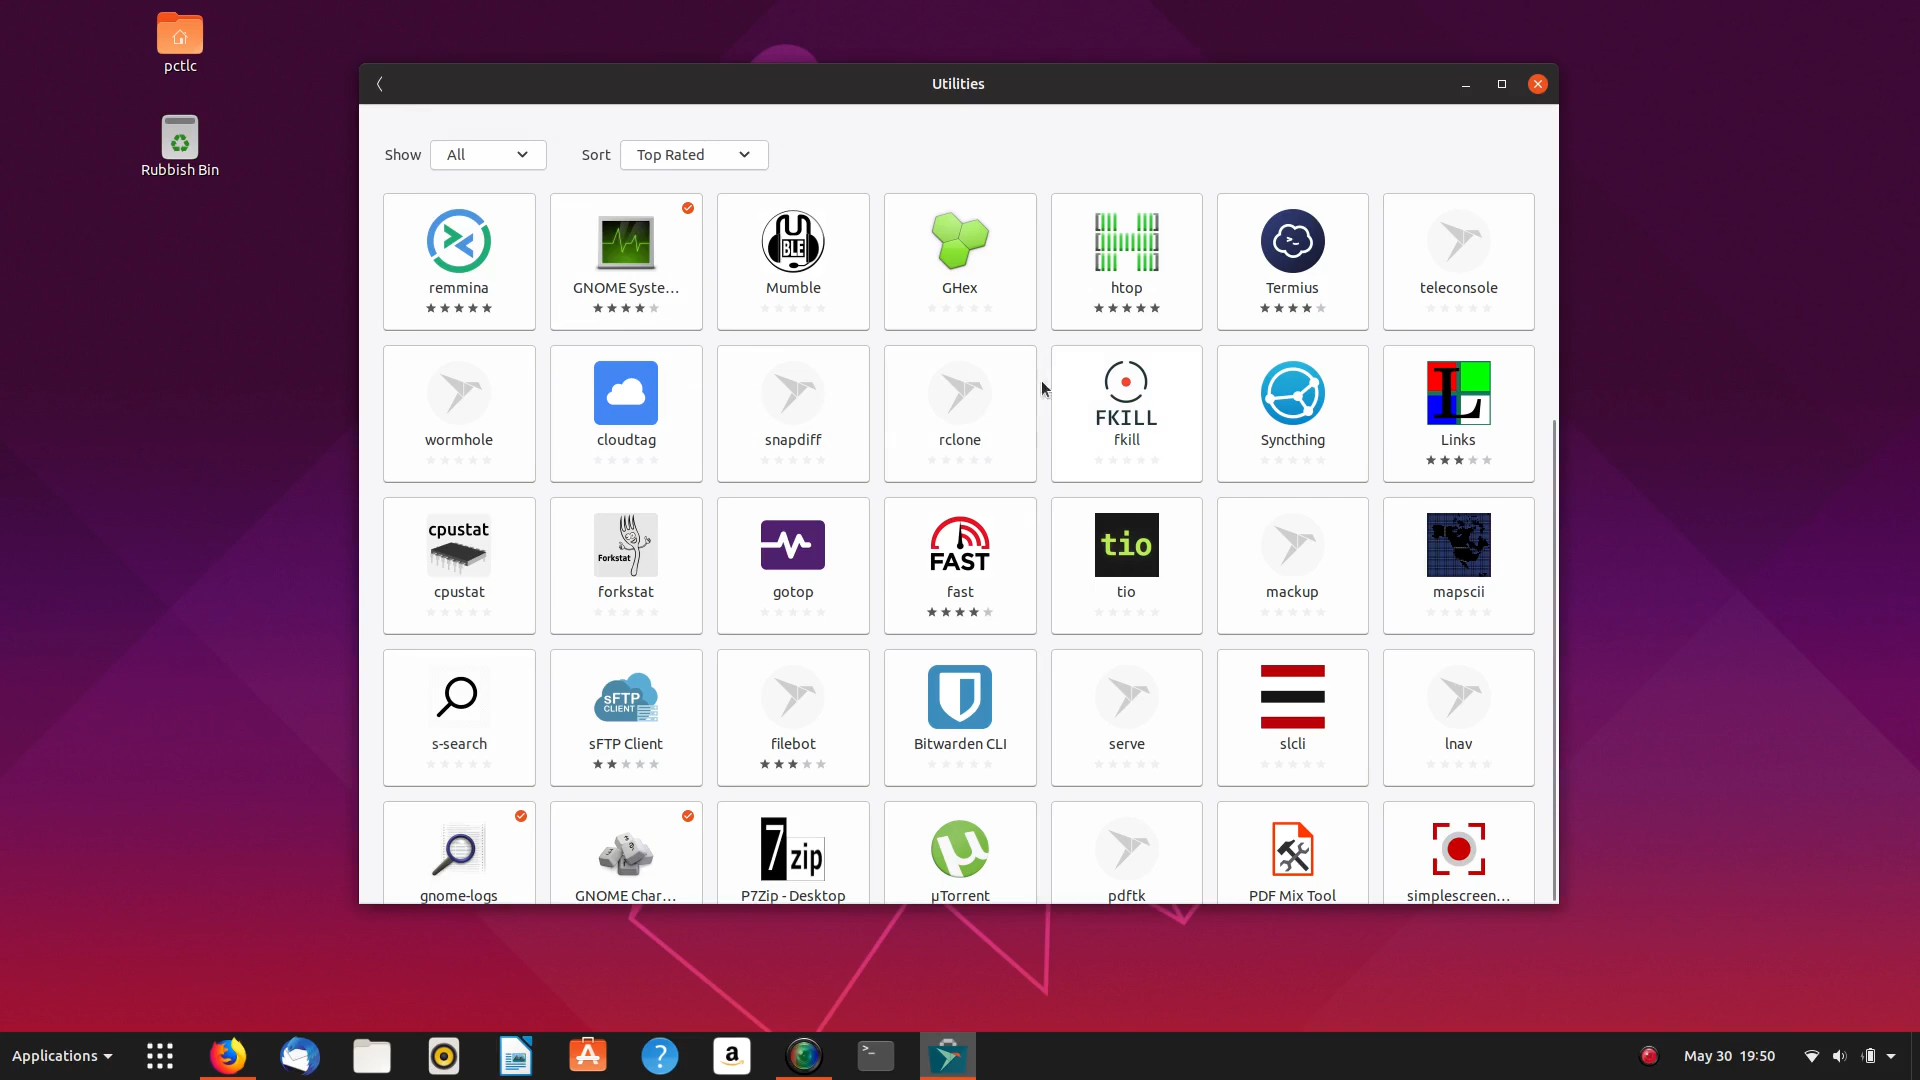 pctlc
Rubbish Bin
Utilities
Show All Sort Top Rated
BLE
remmina GNOME Syste... Mumble GHex htop Termius teleconsole
FKILL
wormhole cloudtag snapdiff rclone fkill Syncthing Links
cpustat Forkstat FAST tio
cpustat forkstat gotop fast tio mackup mapscii
sFTP
CLIENT
s-search sFTP Client filebot Bitwarden CLI serve slcli lnav
7zip
gnome-logs GNOME Char... P7Zip - Desktop µTorrent pdftk PDF Mix Tool simplescreen...
Applications May 30 19:50